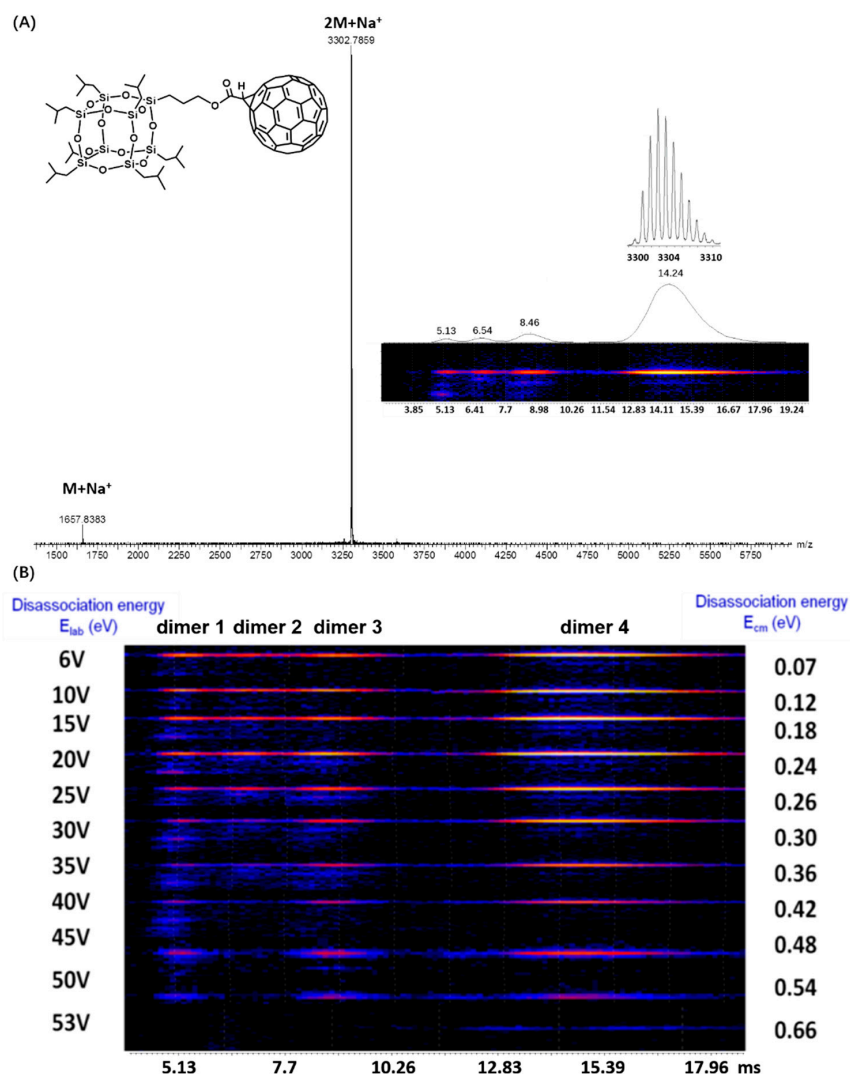 (A)
2M+Na⁺
3302.7859
O
H
Si Si Si Si Si Si Si Si
O O O O O O O O O O O O
O
3300 3304 3310
14.24
5.13 6.54 8.46
3.85 5.13 6.41 7.7 8.98 10.26 11.54 12.83 14.11 15.39 16.67 17.96 19.24
M+Na⁺
1657.8383
1500 1750 2000 2250 2500 2750 3000 3250 3500 3750 4000 4250 4500 4750 5000 5250 5500 5750 m/z
(B)
Disassociation energy
E_lab (eV)
dimer 1 dimer 2 dimer 3 dimer 4
Disassociation energy
E_cm (eV)
6V 0.07
10V 0.12
15V 0.18
20V 0.24
25V 0.26
30V 0.30
35V 0.36
40V 0.42
45V 0.48
50V 0.54
53V 0.66
5.13 7.7 10.26 12.83 15.39 17.96 ms